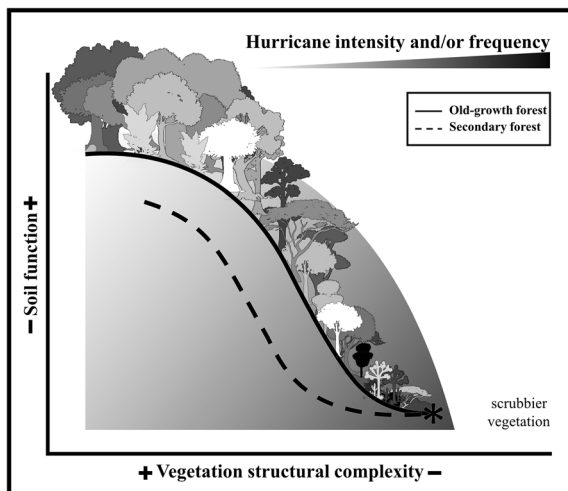 Hurricane intensity and/or frequency
Old-growth forest
Secondary forest
− Soil function +
scrubbier
vegetation
+ Vegetation structural complexity −